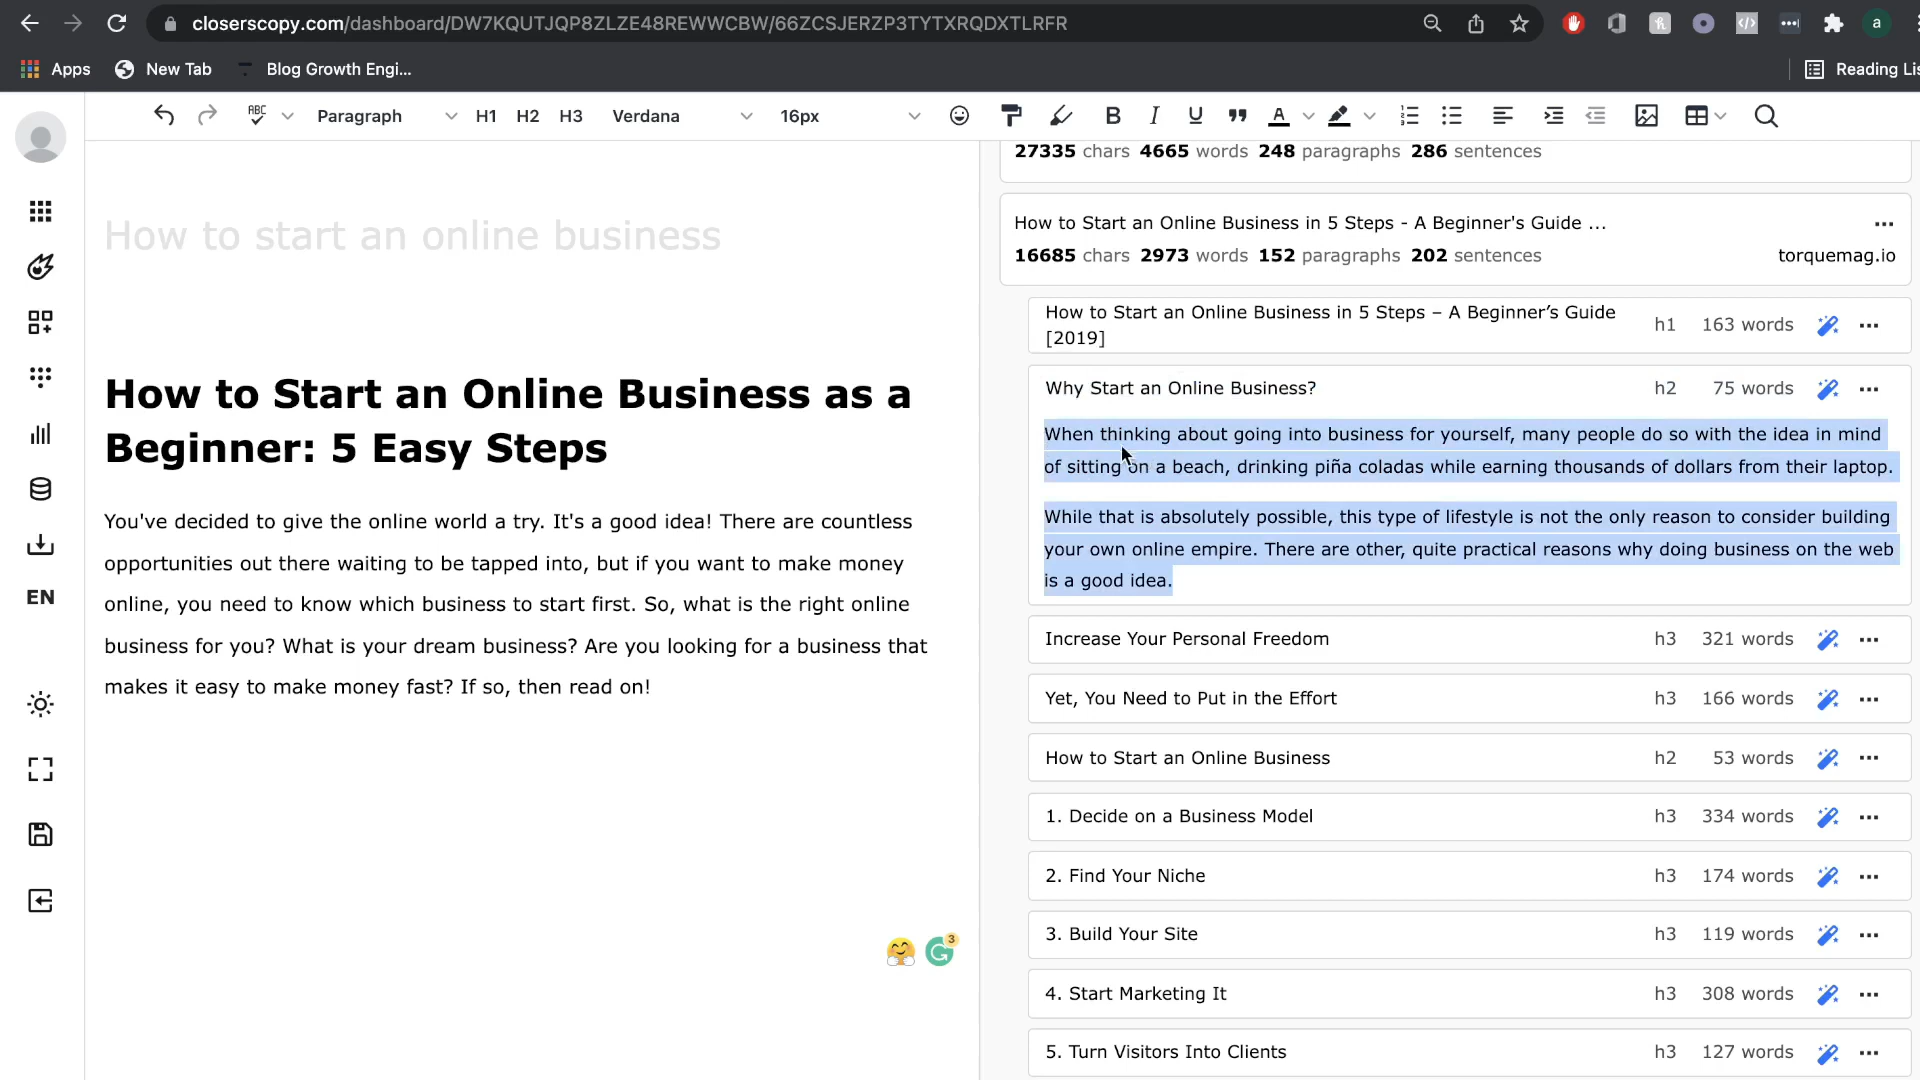 closerscopy.com/dashboard/DW7KQUTJQP8ZLZE48REWWCBW/66ZCSJERZP3TYTXRQDXTLRFR
a
Apps
New Tab
Blog Growth Engi...
Reading Lis
ABC
Paragraph
H1
H2
H3
Verdana
16px
B
I
U
A
EN
How to start an online business
How to Start an Online Business as a
Beginner: 5 Easy Steps
You've decided to give the online world a try. It's a good idea! There are countless
opportunities out there waiting to be tapped into, but if you want to make money
online, you need to know which business to start first. So, what is the right online
business for you? What is your dream business? Are you looking for a business that
makes it easy to make money fast? If so, then read on!
3
27335 chars 4665 words 248 paragraphs 286 sentences
How to Start an Online Business in 5 Steps - A Beginner's Guide ...
16685 chars 2973 words 152 paragraphs 202 sentences
torquemag.io
How to Start an Online Business in 5 Steps – A Beginner’s Guide
[2019]
h1 163 words
Why Start an Online Business?
h2 75 words
When thinking about going into business for yourself, many people do so with the idea in mind
of sitting on a beach, drinking piña coladas while earning thousands of dollars from their laptop.
While that is absolutely possible, this type of lifestyle is not the only reason to consider building
your own online empire. There are other, quite practical reasons why doing business on the web
is a good idea.
Increase Your Personal Freedom
h3 321 words
Yet, You Need to Put in the Effort
h3 166 words
How to Start an Online Business
h2 53 words
1. Decide on a Business Model
h3 334 words
2. Find Your Niche
h3 174 words
3. Build Your Site
h3 119 words
4. Start Marketing It
h3 308 words
5. Turn Visitors Into Clients
h3 127 words